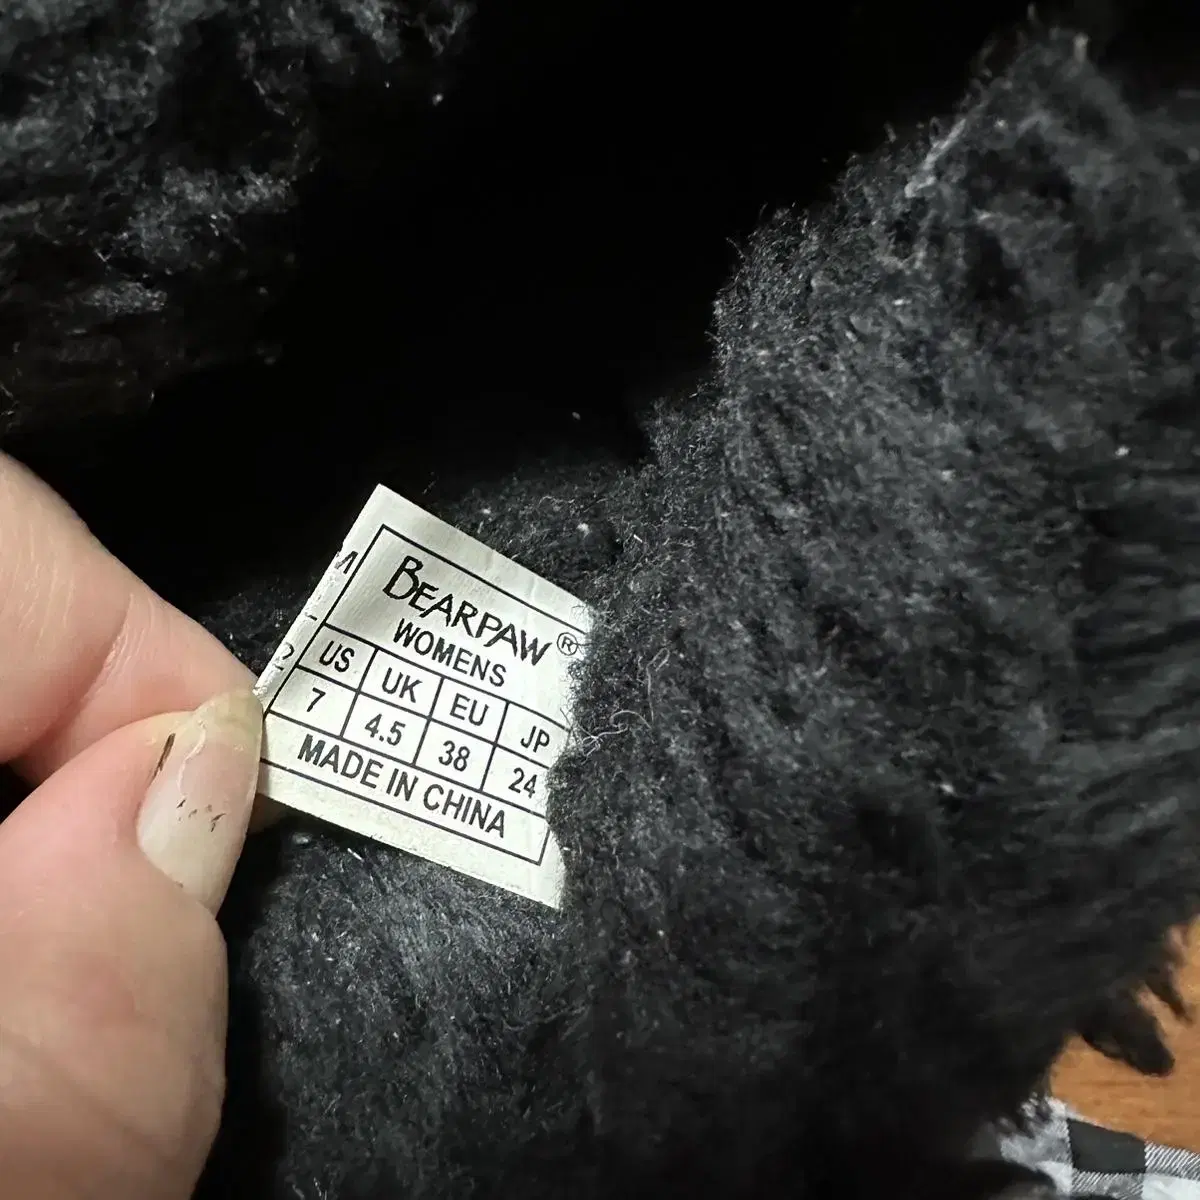 BEARPAW®
WOMENS
US UK EU JP
7 4.5 38 24
MADE IN CHINA